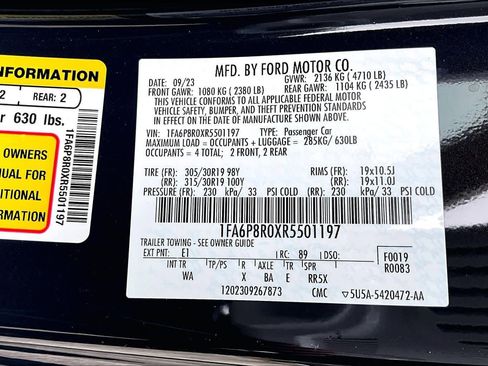 NFORMATION
2 REAR: 2
r 630 lbs.
OWNERS
NUAL FOR
DITIONAL
ORMATION
1FA6P8R0XR5501197
MFD. BY FORD MOTOR CO.
09/23 GVWR: 2136 KG ( 4710 LB)
FRONT GAWR: 1080 KG ( 2380 LB) REAR GAWR: 1104 KG ( 2435 LB)
THIS VEHICLE CONFORMS TO ALL APPLICABLE FEDERAL MOTOR
VEHICLE SAFETY, BUMPER, AND THEFT PREVENTION STANDARDS
IN EFFECT ON THE DATE OF MANUFACTURE SHOWN ABOVE.
VIN: 1FA6P8R0XR5501197 TYPE: Passenger Car
MAXIMUM LOAD = OCCUPANTS + LUGGAGE = 285KG/ 630LB
OCCUPANTS = 4 TOTAL: 2 FRONT, 2 REAR
TIRE (FR): 305/30R19 98Y RIMS (FR): 19x10.5J
(RR): 315/30R19 100Y (RR): 19x11.0J
PRESSURE (FR): 230 kPa/ 33 PSI COLD (RR): 230 kPa/ 33 PSI COLD
1FA6P8R0XR5501197
TRAILER TOWING - SEE OWNER GUIDE
EXT PNT: E1 RC: 89 DSO: F0019
INT TR TP/PS R AXLE TR SPR R0083
WA X BA E RR5X
1202309267873 CMC 5U5A-5420472-AA